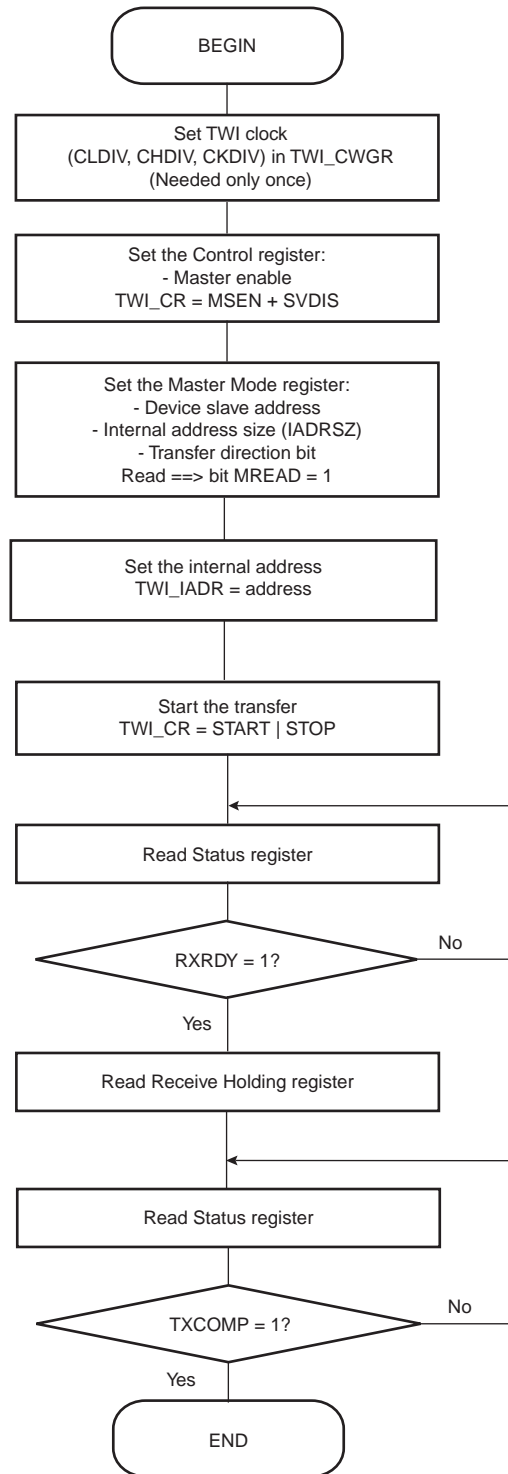 BEGIN
Set TWI clock
(CLDIV, CHDIV, CKDIV) in TWI_CWGR
(Needed only once)
Set the Control register:
- Master enable
TWI_CR = MSEN + SVDIS
Set the Master Mode register:
- Device slave address
- Internal address size (IADRSZ)
- Transfer direction bit
Read ==> bit MREAD = 1
Set the internal address
TWI_IADR = address
Start the transfer
TWI_CR = START | STOP
Read Status register
RXRDY = 1?
No
Yes
Read Receive Holding register
Read Status register
TXCOMP = 1?
No
Yes
END